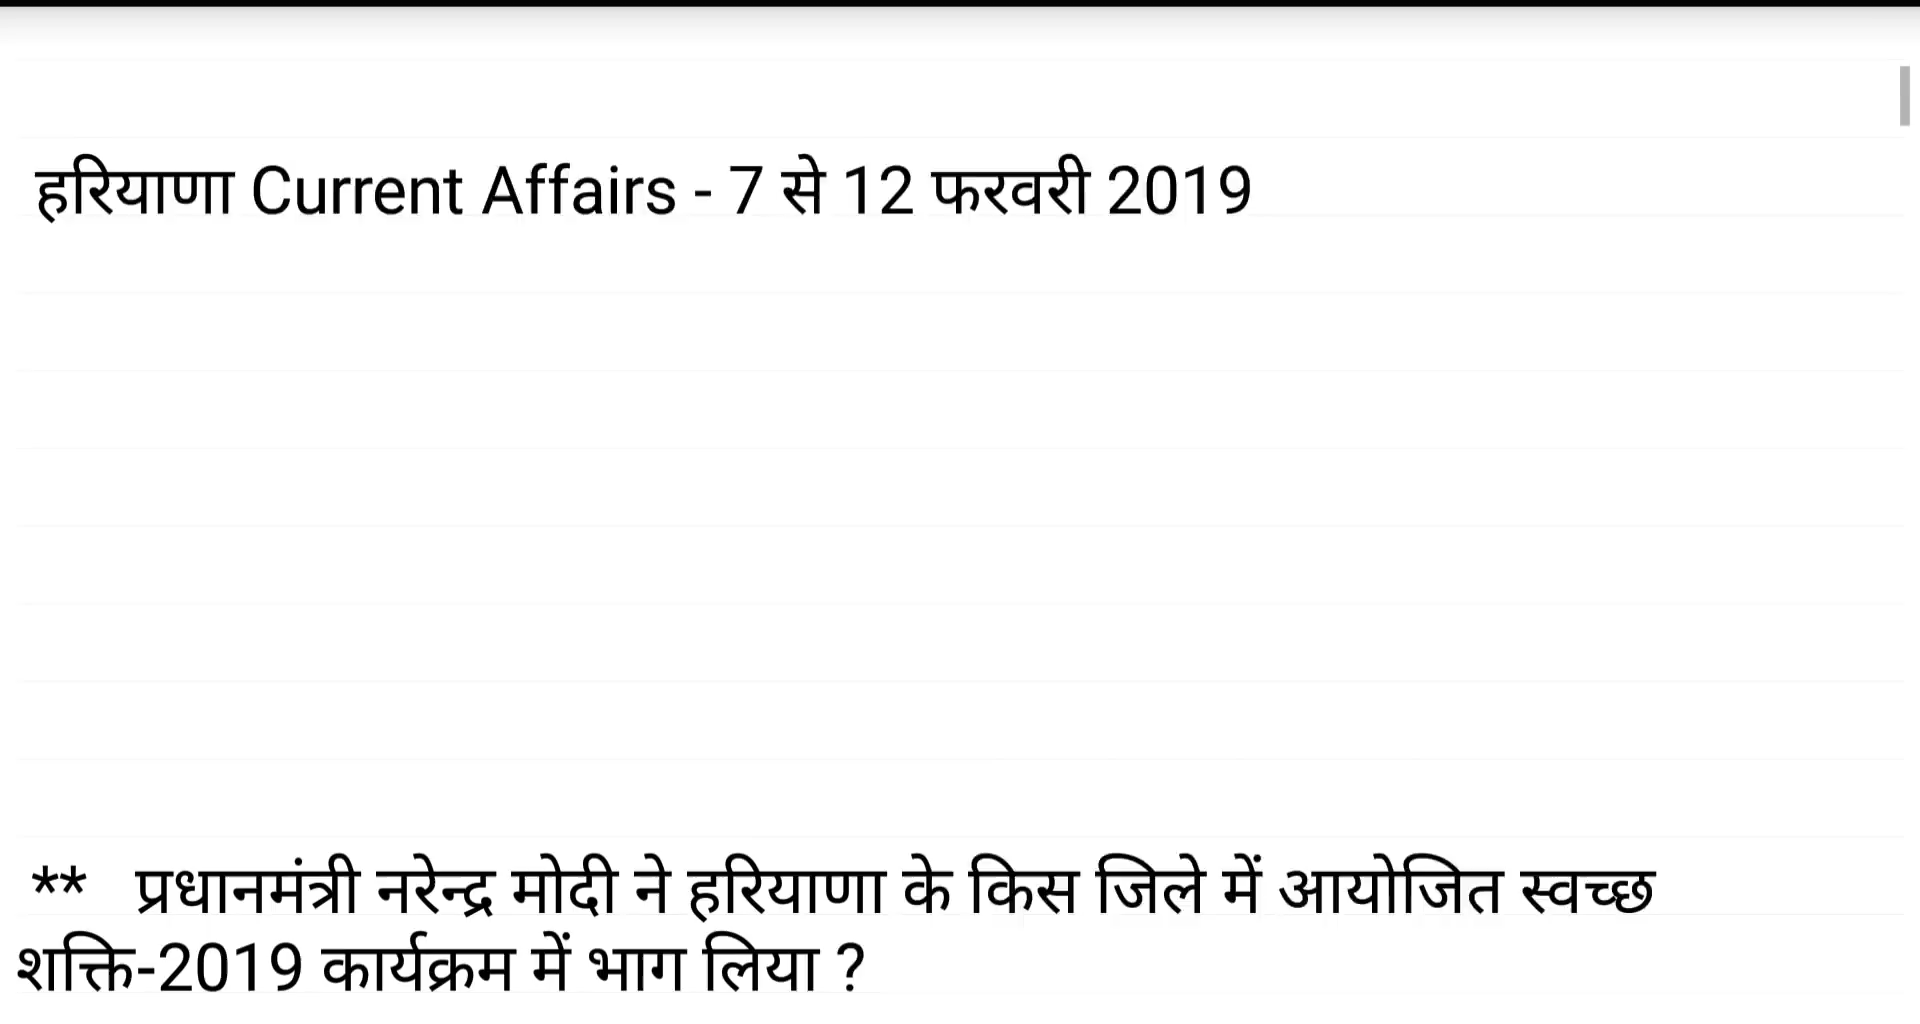 हरियाणा Current Affairs - 7 से 12 फरवरी 2019
** प्रधानमंत्री नरेन्द्र मोदी ने हरियाणा के किस जिले में आयोजित स्वच्छ
शक्ति-2019 कार्यक्रम में भाग लिया ?